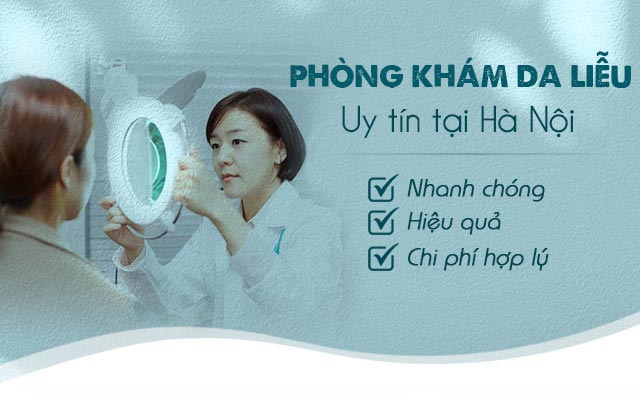 PHÒNG KHÁM DA LIỄU
Uy tín tại Hà Nội
Nhanh chóng
Hiệu quả
Chi phí hợp lý